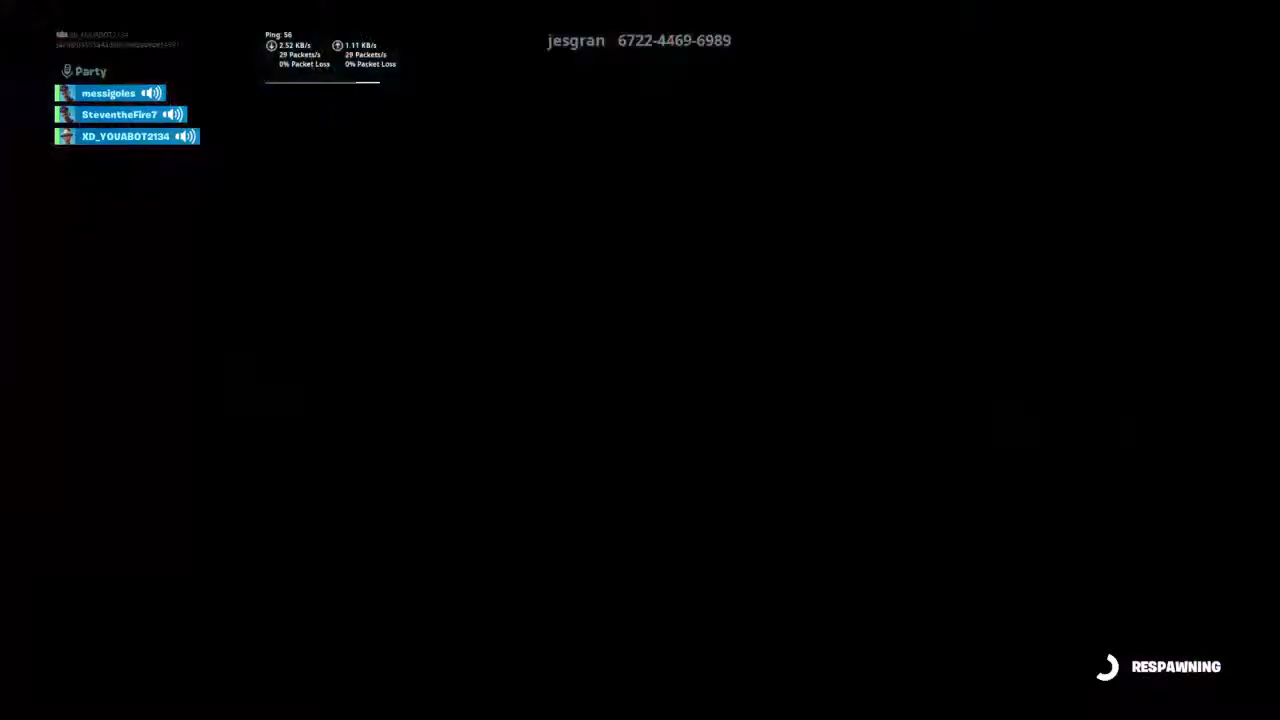 Ping: 56
2.52 KB/s 1.11 KB/s
29 Packets/s 29 Packets/s
0% Packet Loss 0% Packet Loss
jesgran 6722-4469-6989
Party
messigoles
SteventheFire7
XD_YOUABOT2134
RESPAWNING